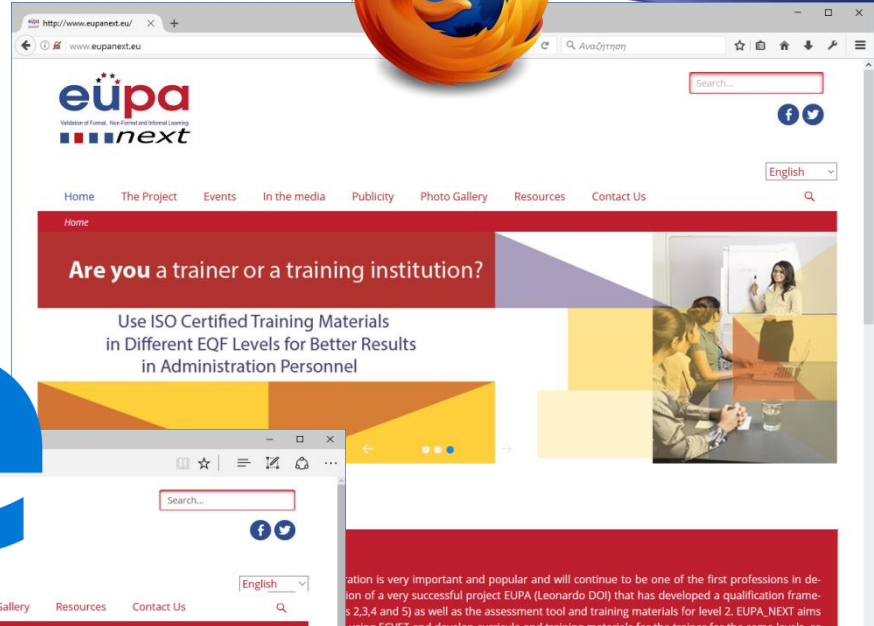 http://www.eupanext.eu/
www.eupanext.eu
Αναζήτηση
eüpa
Validation of Formal, Non-Formal and Informal Learning
next
Search...
English
Home The Project Events In the media Publicity Photo Gallery Resources Contact Us
Home
Are you a trainer or a training institution?
Use ISO Certified Training Materials
in Different EQF Levels for Better Results
in Administration Personnel
Search...
English
Gallery Resources Contact Us
ration is very important and popular and will continue to be one of the first professions in de-
ion of a very successful project EUPA (Leonardo DOI) that has developed a qualification frame-
s 2,3,4 and 5) as well as the assessment tool and training materials for level 2. EUPA_NEXT aims